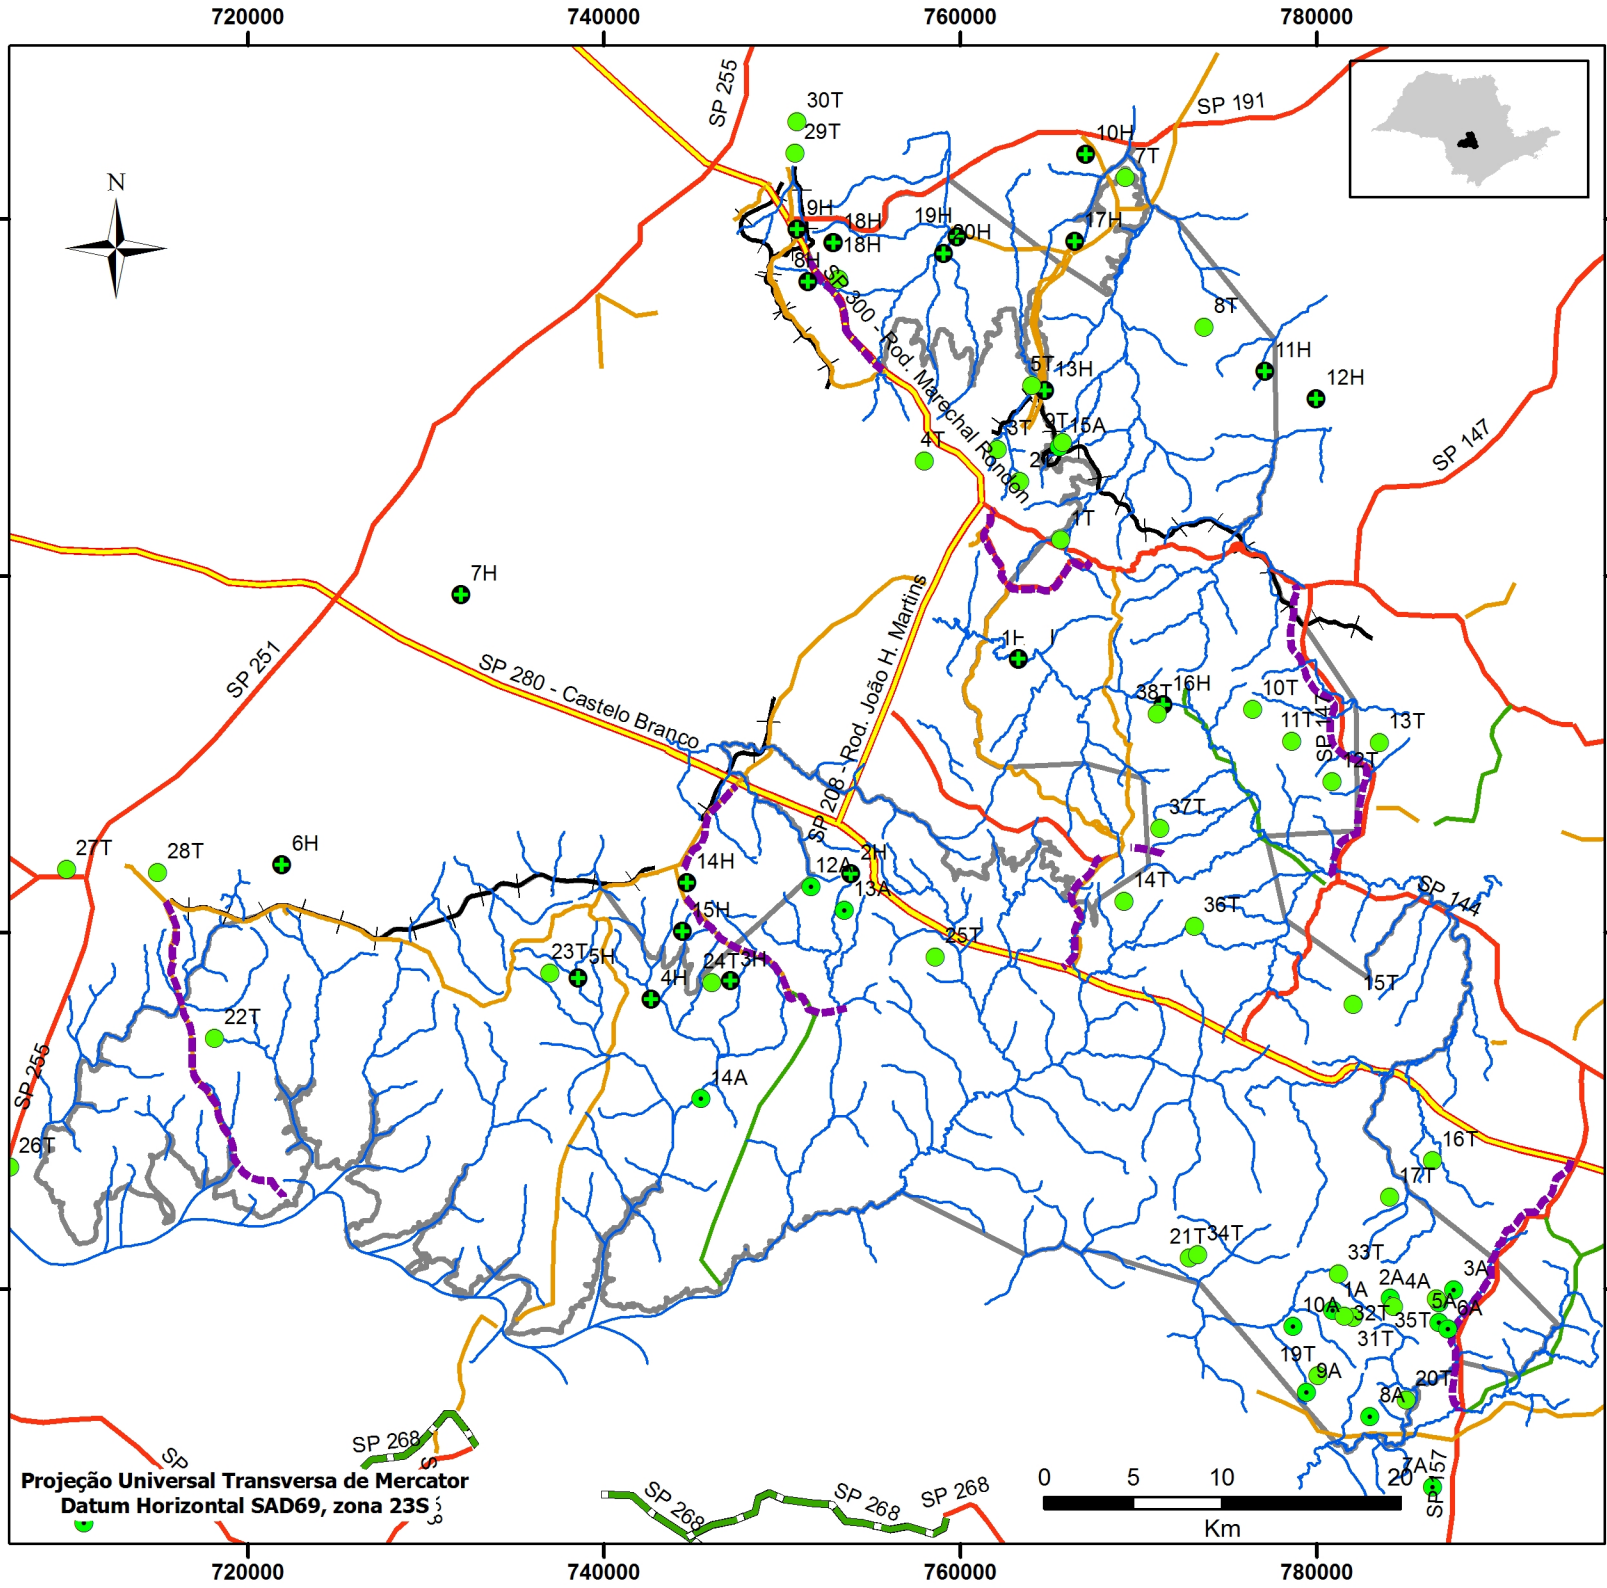 720000 740000 760000 780000
SP 255
SP 191
30T
29T
10H
7T
N
9H
18H
19H
20H
17H
18H
8H
8T
SP 300 - Rod. Marechal Rondon
11H
12H
5T
13H
SP 147
3T
9T
15A
4T
1T
7H
SP 251
SP 280 - Castelo Branco
SP 208 - Rod. João H. Martins
38T
16H
10T
11T
SP 147
13T
12T
37T
27T
28T
6H
14H
12A
2H
13A
14T
SP 144
15H
36T
25T
23T
5H
4H
24T
3H
15T
22T
SP 255
14A
26T
16T
17T
21T
34T
33T
3A
1A
2A
4A
10A
32T
35T
5A
6A
31T
19T
9A
8A
20T
SP 268
SP
7A
SP 157
Projeção Universal Transversa de Mercator
Datum Horizontal SAD69, zona 23S
SP 268
SP 268
SP 268
0 5 10 20
Km
720000 740000 760000 780000